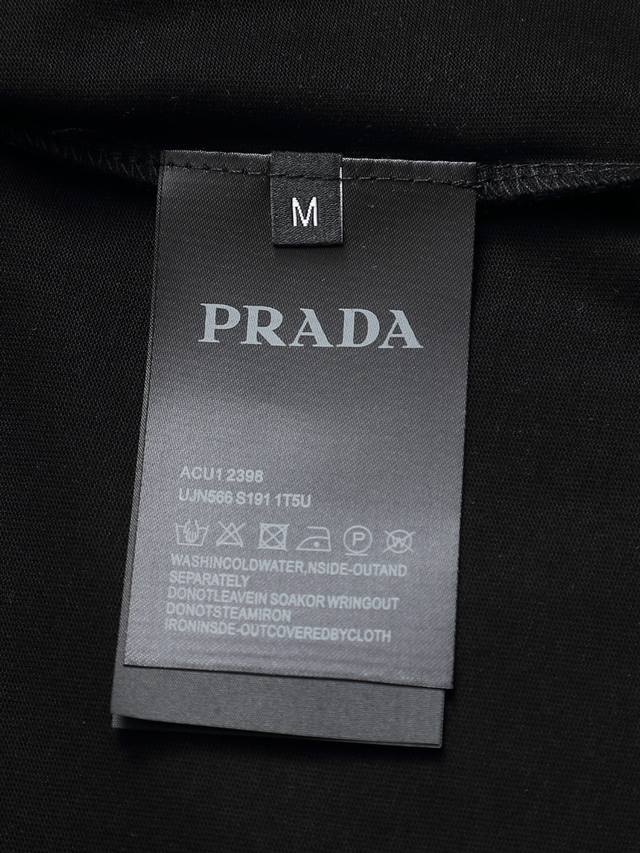 M
PRADA
ACU1 2398
UJN566 S191 1T5U
P
WASHINCOLDWATER,NSIDE-OUTAND
SEPARATELY
DONOTLEAVEIN SOAKOR WRINGOUT
DONOTSTEAMIRON
IRONINSDE-OUTCOVEREDBYCLOTH